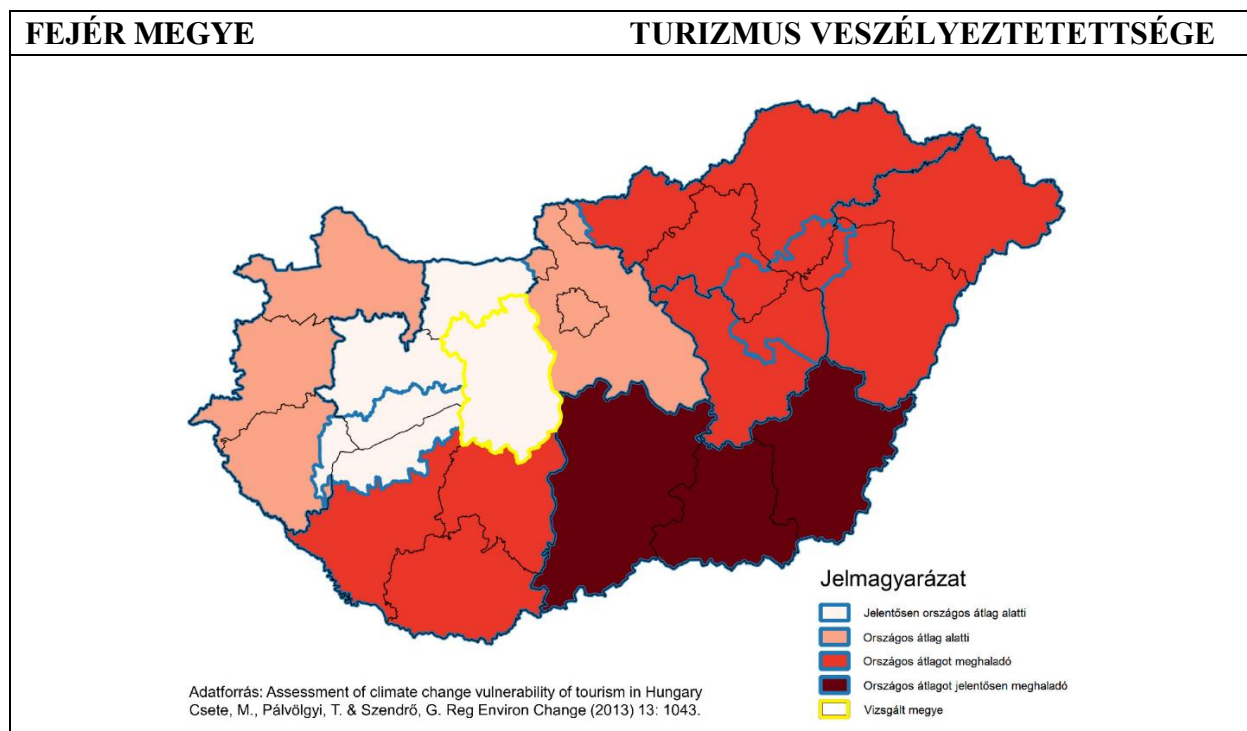 FEJÉR MEGYE TURIZMUS VESZÉLYEZTETETTSÉGE
Jelmagyarázat
Jelentősen országos átlag alatti
Országos átlag alatti
Országos átlagot meghaladó
Országos átlagot jelentősen meghaladó
Vizsgált megye
Adatforrás: Assessment of climate change vulnerability of tourism in Hungary
Csete, M., Pálvölgyi, T. & Szendrő, G. Reg Environ Change (2013) 13: 1043.